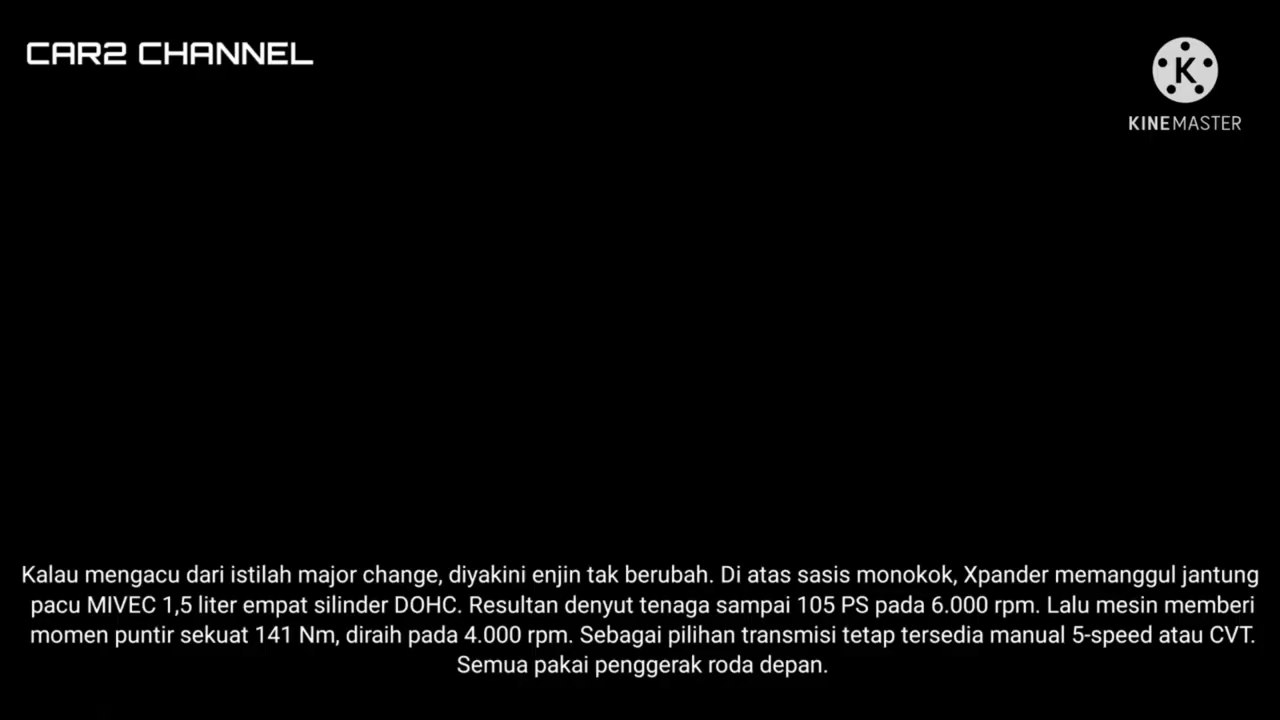 CAR2 CHANNEL
K
KINEMASTER
Kalau mengacu dari istilah major change, diyakini enjin tak berubah. Di atas sasis monokok, Xpander memanggul jantung
pacu MIVEC 1,5 liter empat silinder DOHC. Resultan denyut tenaga sampai 105 PS pada 6.000 rpm. Lalu mesin memberi
momen puntir sekuat 141 Nm, diraih pada 4.000 rpm. Sebagai pilihan transmisi tetap tersedia manual 5-speed atau CVT.
Semua pakai penggerak roda depan.